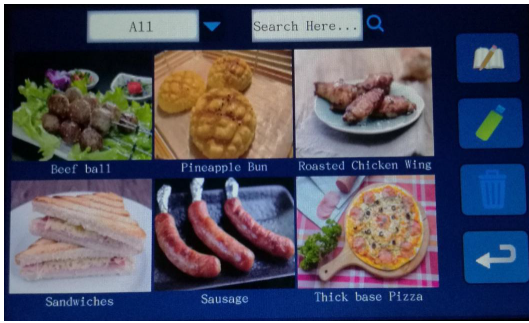 All
Search Here...
Beef ball
Pineapple Bun
Roasted Chicken Wing
Sandwiches
Sausage
Thick base Pizza